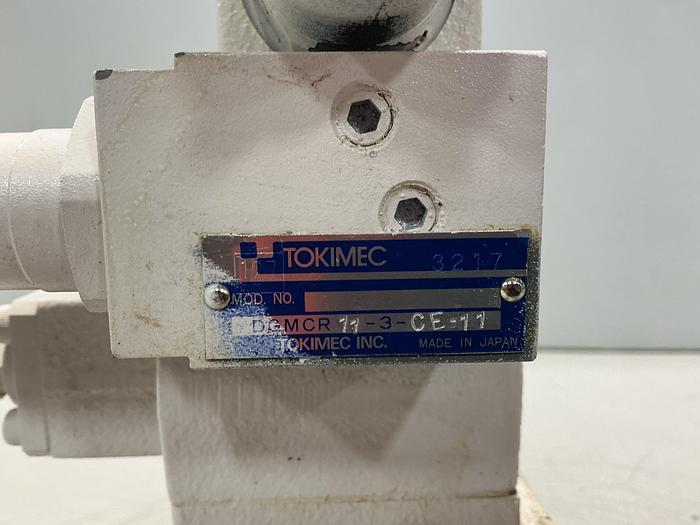 TOKIMEC 3217
MOD. NO.
DGMCR 11-3-CE-11
TOKIMEC INC. MADE IN JAPAN